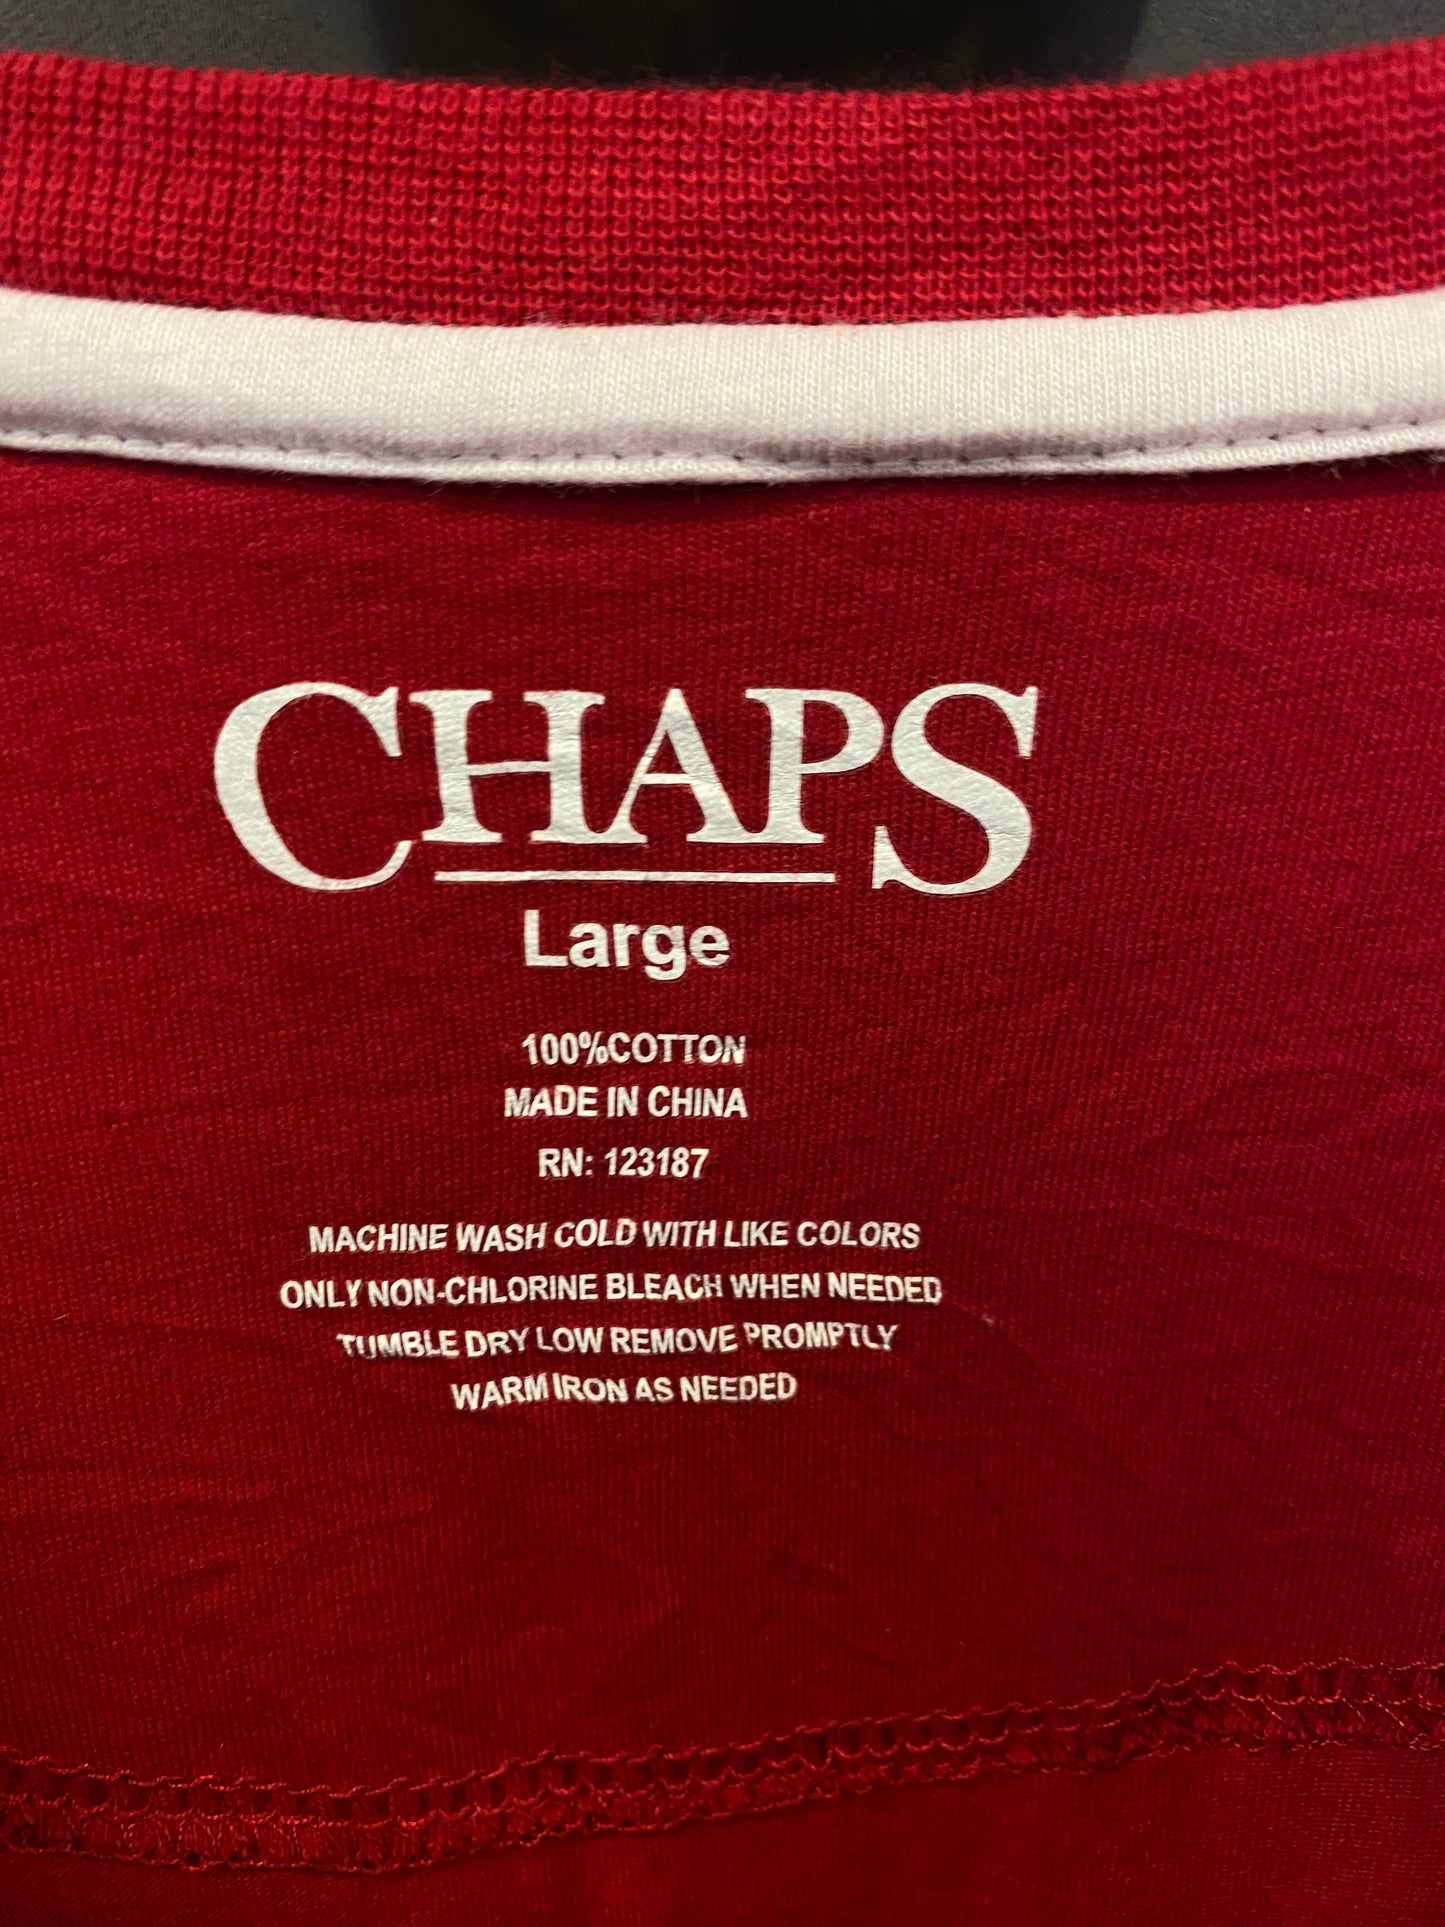 CHAPS
Large
100%COTTON
MADE IN CHINA
RN: 123187
MACHINE WASH COLD WITH LIKE COLORS
ONLY NON-CHLORINE BLEACH WHEN NEEDED
TUMBLE DRY LOW REMOVE PROMPTLY
WARM IRON AS NEEDED